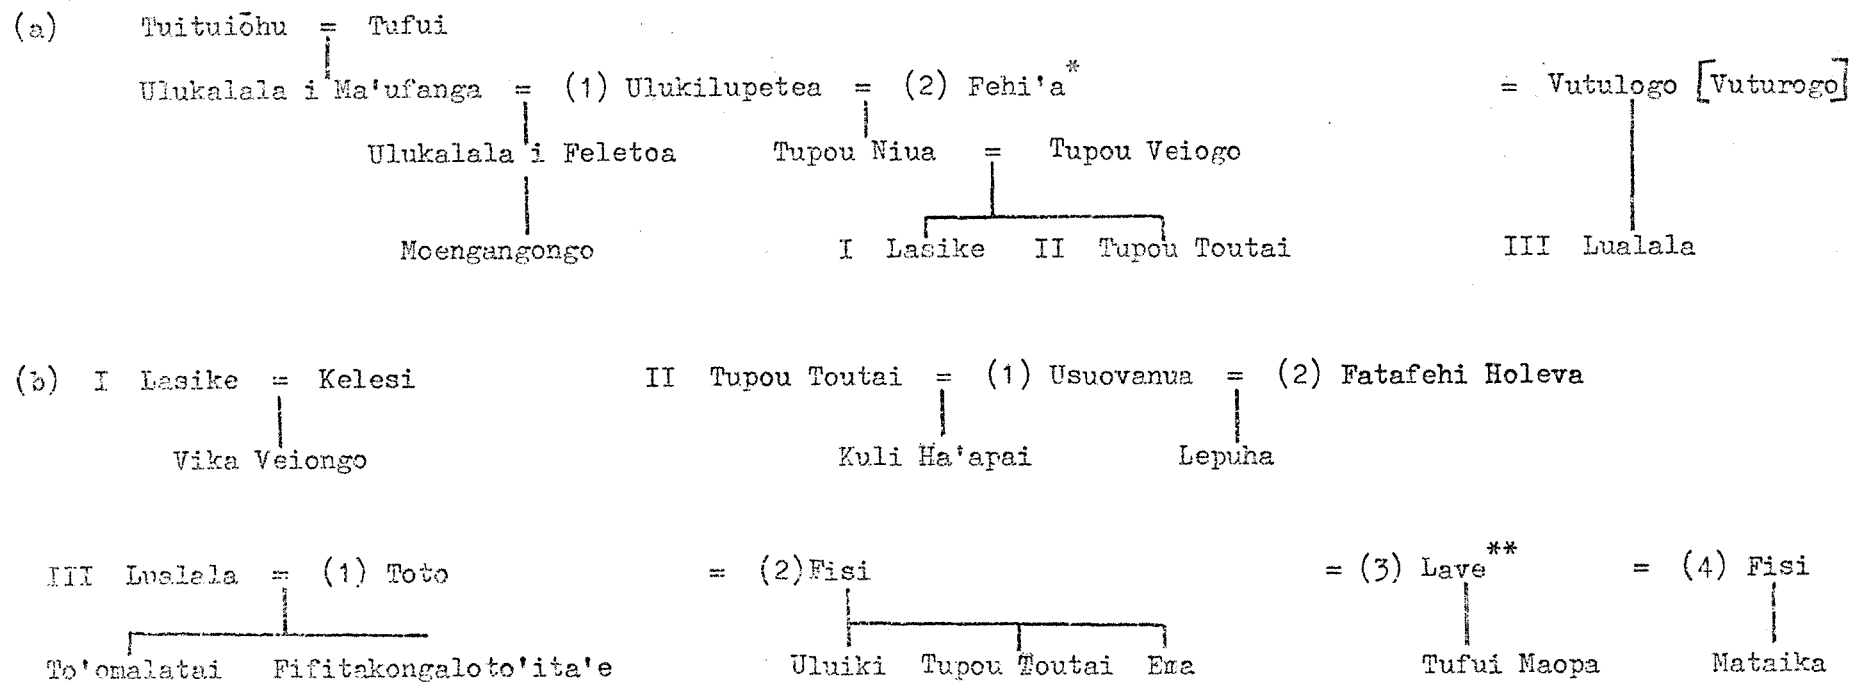 (a) Tuituiōhu = Tufui
Ulukalala i Ma'ufanga = (1) Ulukilupetea = (2) Fehi'a* = Vutulogo [Vuturogo]
Ulukalala i Feletoa Tupou Niua = Tupou Veiogo
Moengangongo I Lasike II Tupou Toutai III Lualala
(b) I Lasike = Kelesi II Tupou Toutai = (1) Usuovanua = (2) Fatafehi Holeva
Vika Veiongo Kuli Ha'apai Lepuha
III Lualala = (1) Toto = (2)Fisi = (3) Lave** = (4) Fisi
To'omalatai Fifitakongaloto'ita'e Uluiki Tupou Toutai Ema Tufui Maopa Mataika